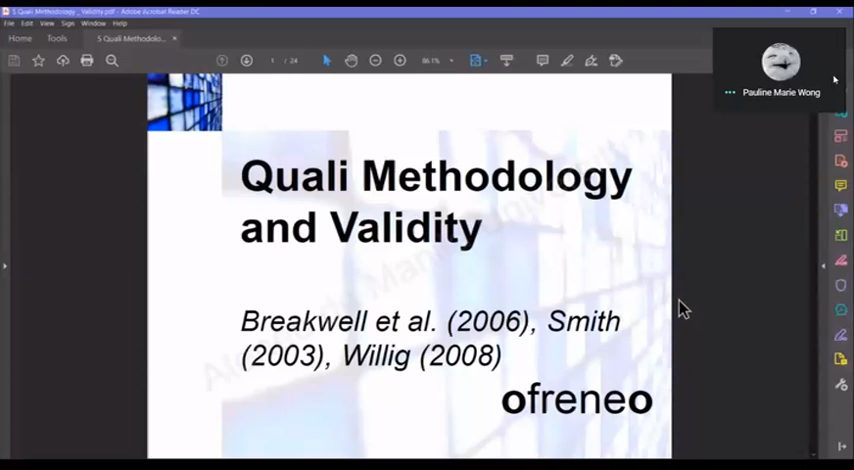 5 Quali Methodology _Validity.pdf - Adobe Acrobat Reader DC
File Edit View Sign Window Help
Home Tools 5 Quali Methodolo... ×
1 / 24 86.1%
Pauline Marie Wong
Quali Methodology
and Validity
Breakwell et al. (2006), Smith
(2003), Willig (2008)
ofreneo